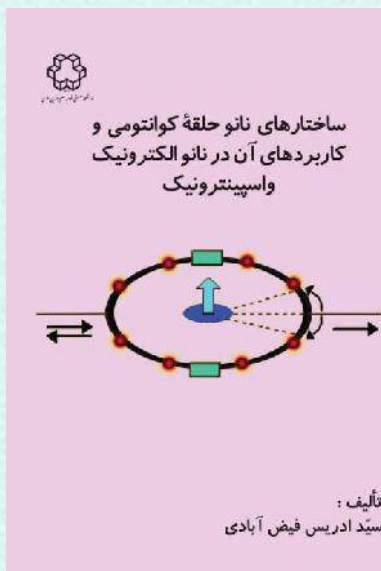 ساختارهای نانو حلقهٔ کوانتومی و
کاربردهای آن در نانو الکترونیک
واسپینترونیک
تألیف :
سیّد ادریس فیض آبادی